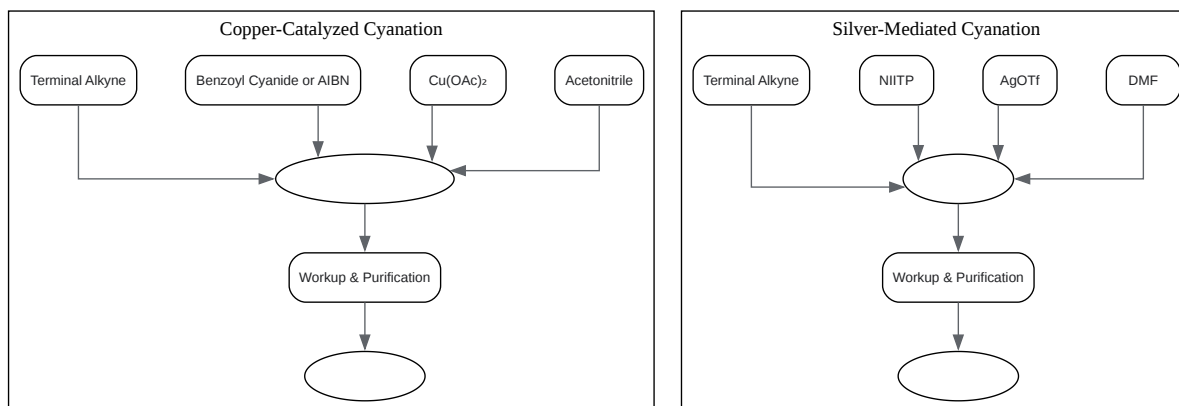 Copper-Catalyzed Cyanation
Terminal Alkyne
Benzoyl Cyanide or AIBN
Cu(OAc)₂
Acetonitrile
Workup & Purification
Silver-Mediated Cyanation
Terminal Alkyne
NIITP
AgOTf
DMF
Workup & Purification